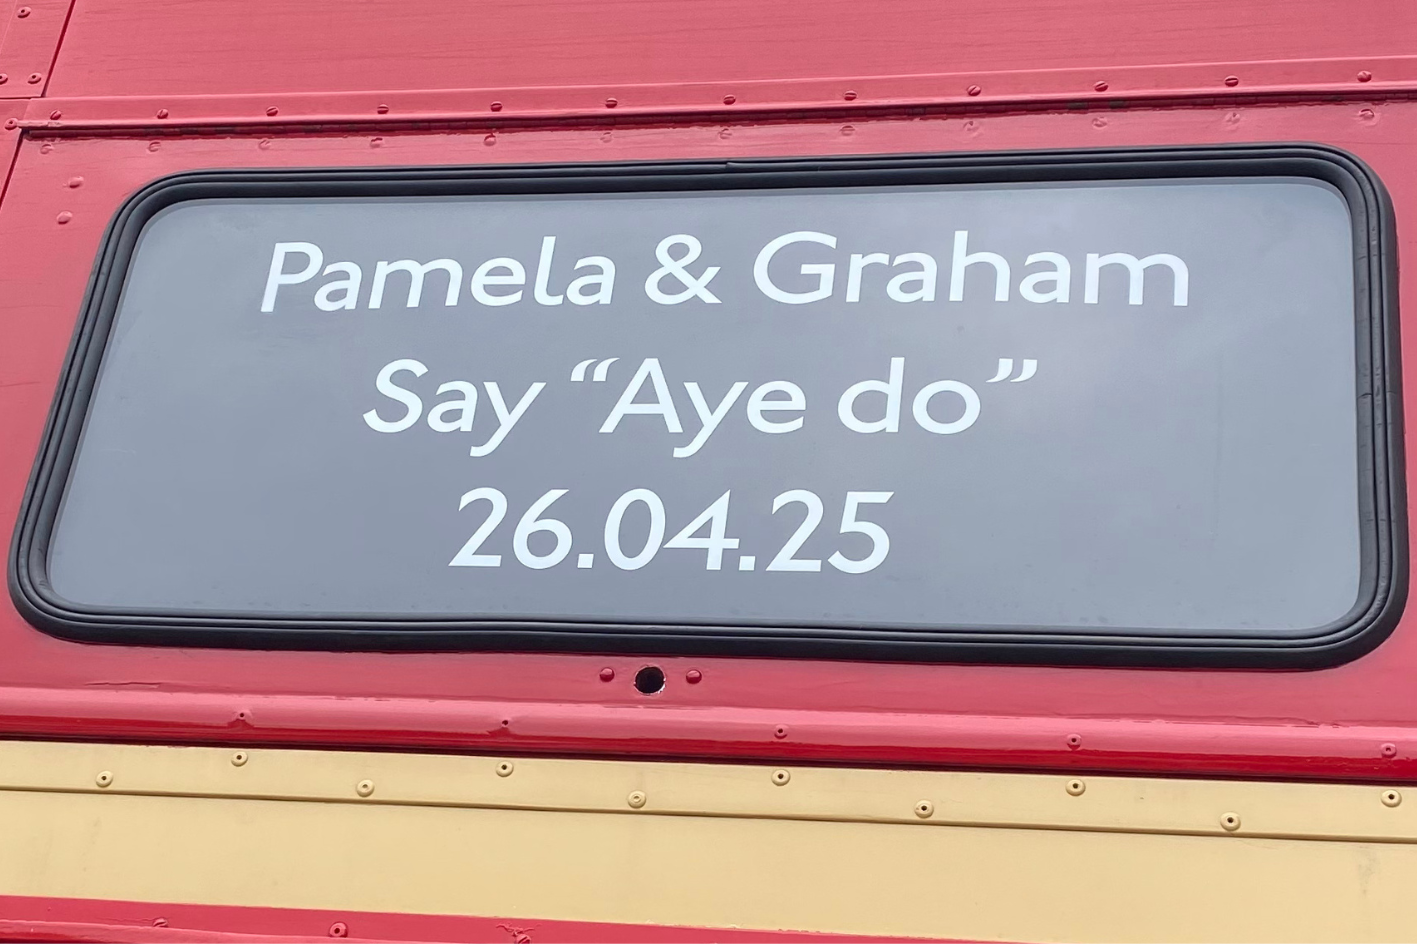 Pamela & Graham
Say “Aye do”
26.04.25